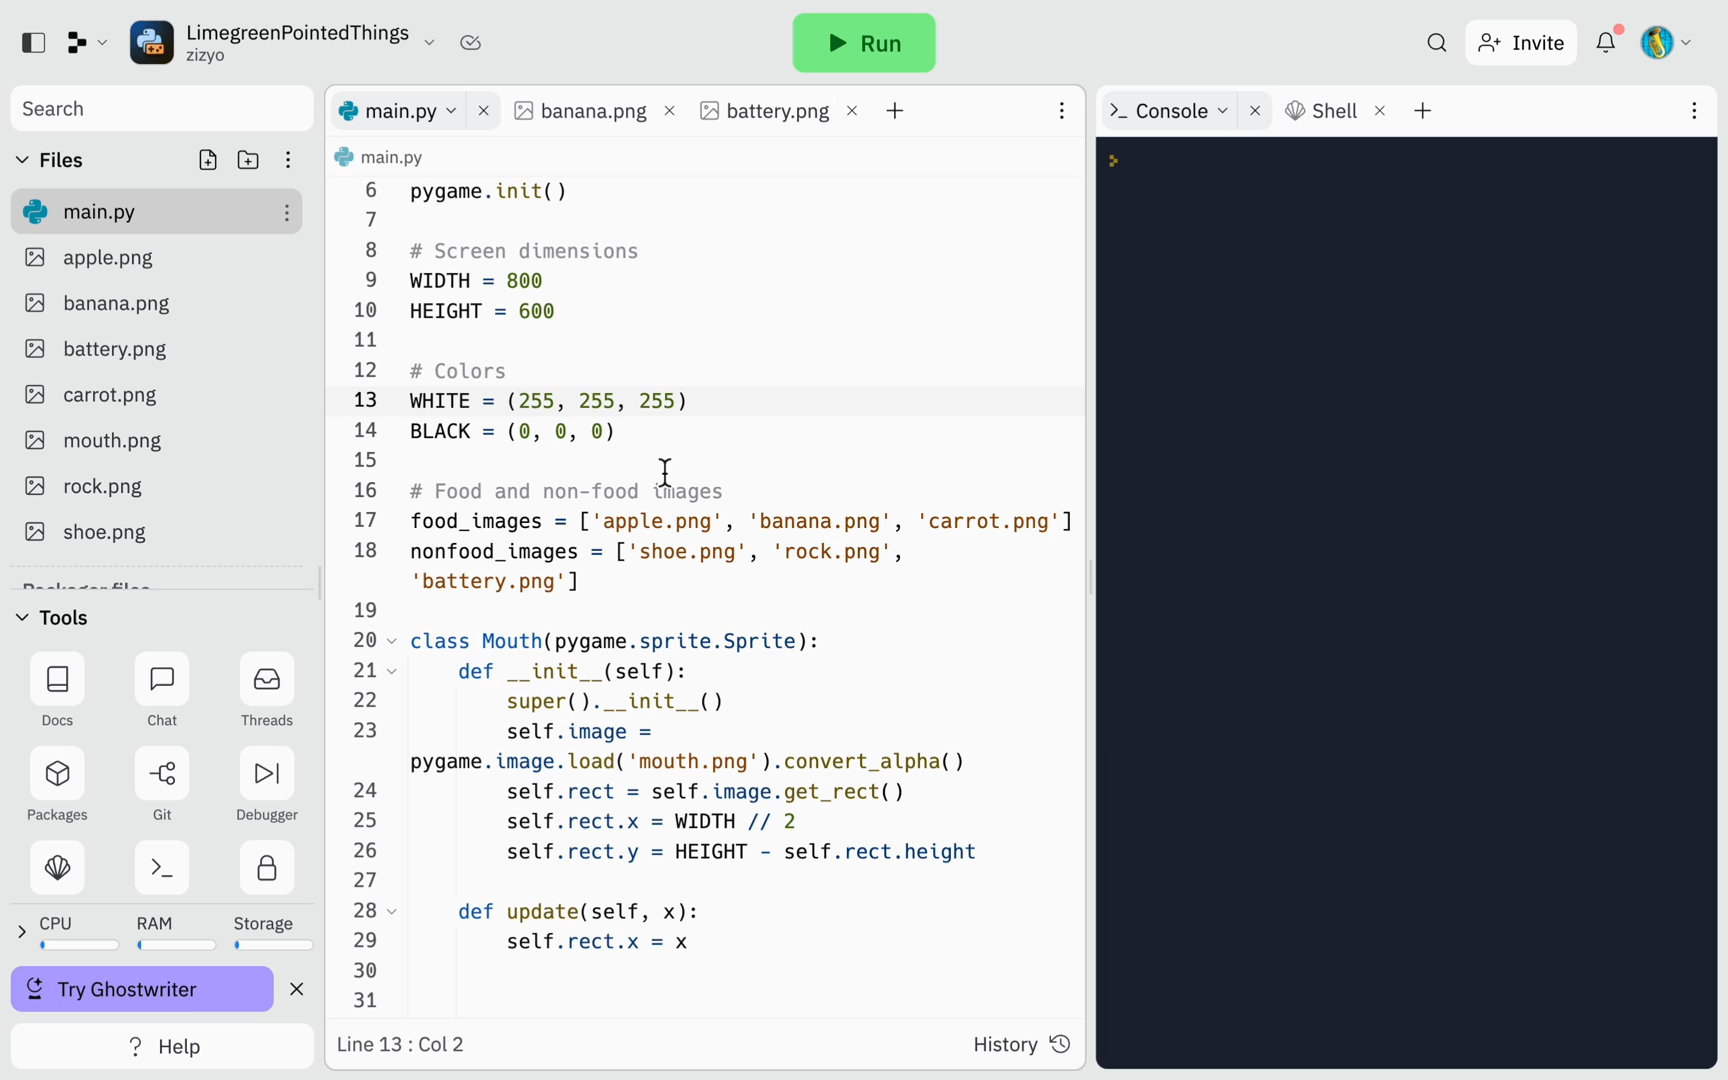 LimegreenPointedThings
zizyo
Run
Invite
Search
Files
main.py
apple.png
banana.png
battery.png
carrot.png
mouth.png
rock.png
shoe.png
Packager files
Tools
Docs
Chat
Threads
Packages
Git
Debugger
CPU
RAM
Storage
Try Ghostwriter
? Help
main.py
banana.png
battery.png
main.py
6 pygame.init()
7
8 # Screen dimensions
9 WIDTH = 800
10 HEIGHT = 600
11
12 # Colors
13 WHITE = (255, 255, 255)
14 BLACK = (0, 0, 0)
15
16 # Food and non-food images
17 food_images = ['apple.png', 'banana.png', 'carrot.png']
18 nonfood_images = ['shoe.png', 'rock.png',
'battery.png']
19
20 class Mouth(pygame.sprite.Sprite):
21 def __init__(self):
22 super().__init__()
23 self.image =
pygame.image.load('mouth.png').convert_alpha()
24 self.rect = self.image.get_rect()
25 self.rect.x = WIDTH // 2
26 self.rect.y = HEIGHT - self.rect.height
27
28 def update(self, x):
29 self.rect.x = x
30
31
Line 13 : Col 2
History
Console
Shell